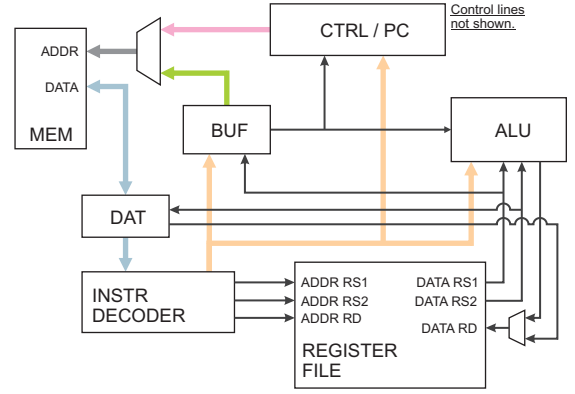 Control lines
not shown.
CTRL / PC
ADDR
DATA
MEM
BUF
ALU
DAT
INSTR
DECODER
ADDR RS1
DATA RS1
ADDR RS2
DATA RS2
ADDR RD
DATA RD
REGISTER
FILE